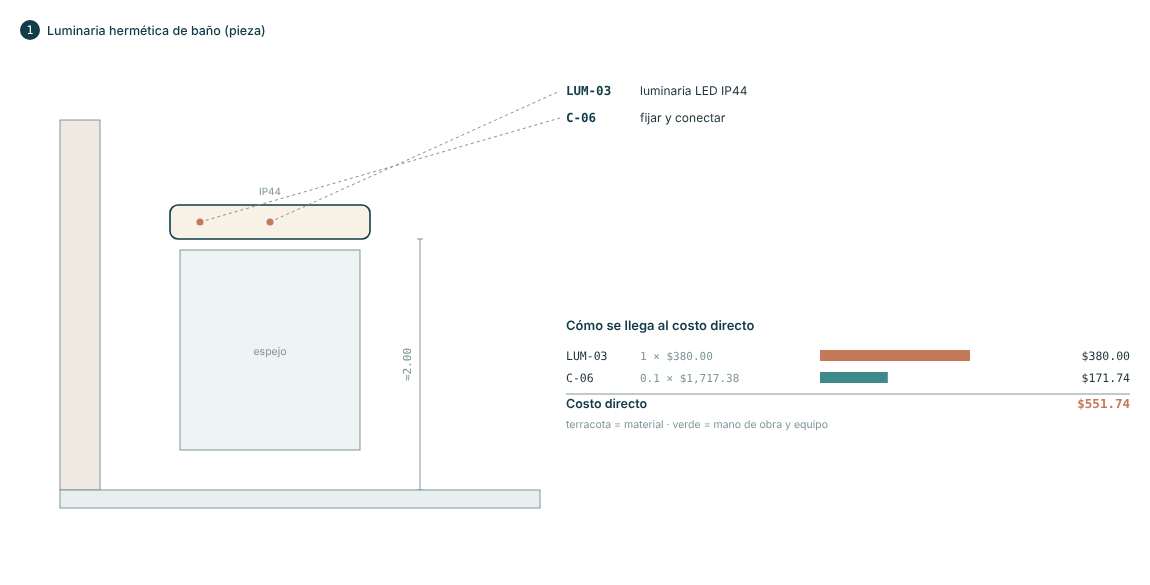 1 Luminaria hermética de baño (pieza)
LUM-03 luminaria LED IP44
C-06 fijar y conectar
IP44
espejo
=2.00
Cómo se llega al costo directo
LUM-03 1 × $380.00 $380.00
C-06 0.1 × $1,717.38 $171.74
Costo directo $551.74
terracota = material · verde = mano de obra y equipo